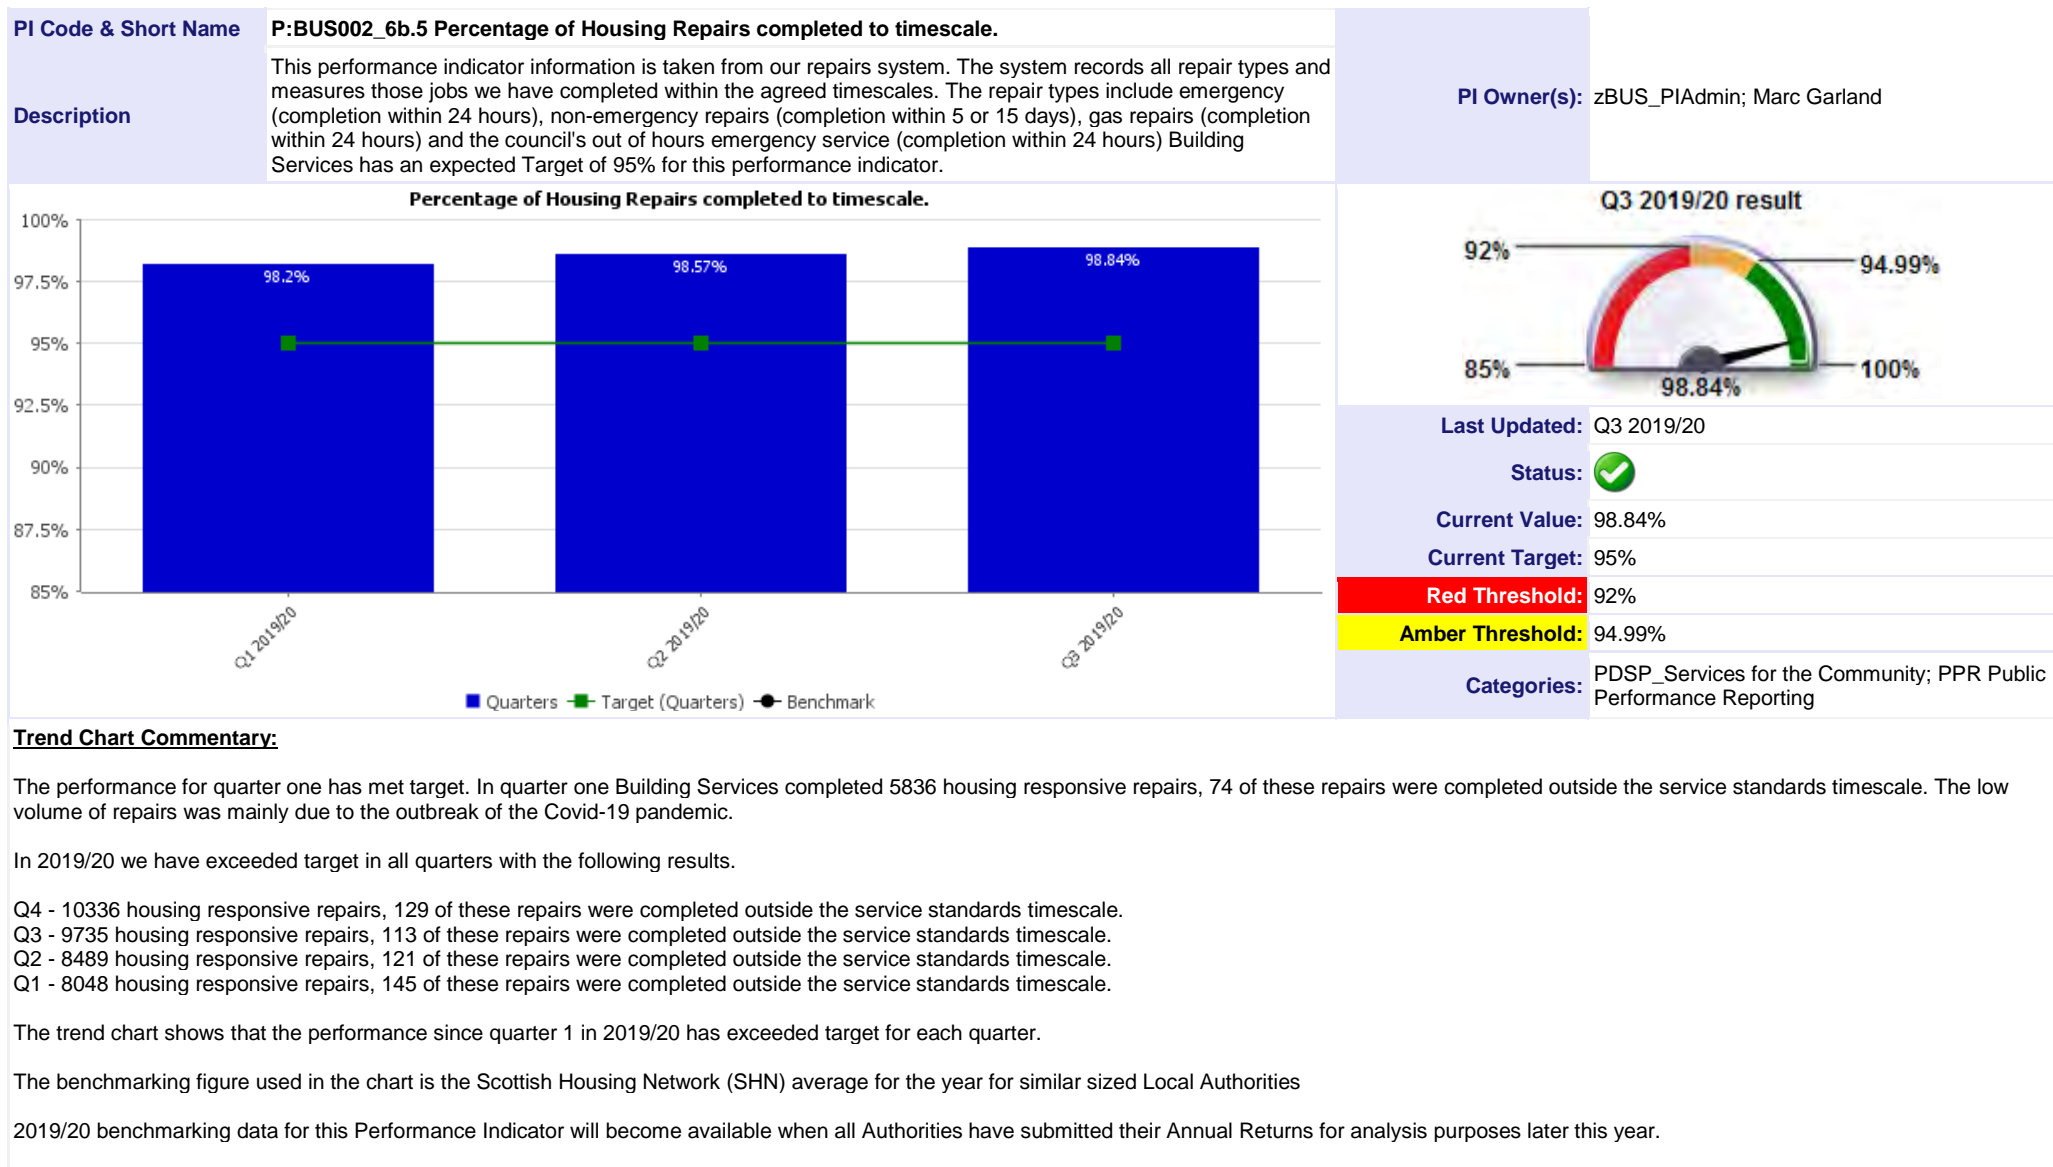 PI Code & Short Name
P:BUS002_6b.5 Percentage of Housing Repairs completed to timescale.
Description
This performance indicator information is taken from our repairs system. The system records all repair types and
measures those jobs we have completed within the agreed timescales. The repair types include emergency
(completion within 24 hours), non-emergency repairs (completion within 5 or 15 days), gas repairs (completion
within 24 hours) and the council's out of hours emergency service (completion within 24 hours) Building
Services has an expected Target of 95% for this performance indicator.
PI Owner(s): zBUS_PIAdmin; Marc Garland
Percentage of Housing Repairs completed to timescale.
100%
97.5%
95%
92.5%
90%
87.5%
85%
98.2%
98.57%
98.84%
Q1 2019/20
Q2 2019/20
Q3 2019/20
Quarters Target (Quarters) Benchmark
Q3 2019/20 result
92%
94.99%
85%
100%
98.84%
Last Updated: Q3 2019/20
Status:
Current Value: 98.84%
Current Target: 95%
Red Threshold: 92%
Amber Threshold: 94.99%
Categories: PDSP_Services for the Community; PPR Public
Performance Reporting
Trend Chart Commentary:
The performance for quarter one has met target. In quarter one Building Services completed 5836 housing responsive repairs, 74 of these repairs were completed outside the service standards timescale. The low
volume of repairs was mainly due to the outbreak of the Covid-19 pandemic.
In 2019/20 we have exceeded target in all quarters with the following results.
Q4 - 10336 housing responsive repairs, 129 of these repairs were completed outside the service standards timescale.
Q3 - 9735 housing responsive repairs, 113 of these repairs were completed outside the service standards timescale.
Q2 - 8489 housing responsive repairs, 121 of these repairs were completed outside the service standards timescale.
Q1 - 8048 housing responsive repairs, 145 of these repairs were completed outside the service standards timescale.
The trend chart shows that the performance since quarter 1 in 2019/20 has exceeded target for each quarter.
The benchmarking figure used in the chart is the Scottish Housing Network (SHN) average for the year for similar sized Local Authorities
2019/20 benchmarking data for this Performance Indicator will become available when all Authorities have submitted their Annual Returns for analysis purposes later this year.